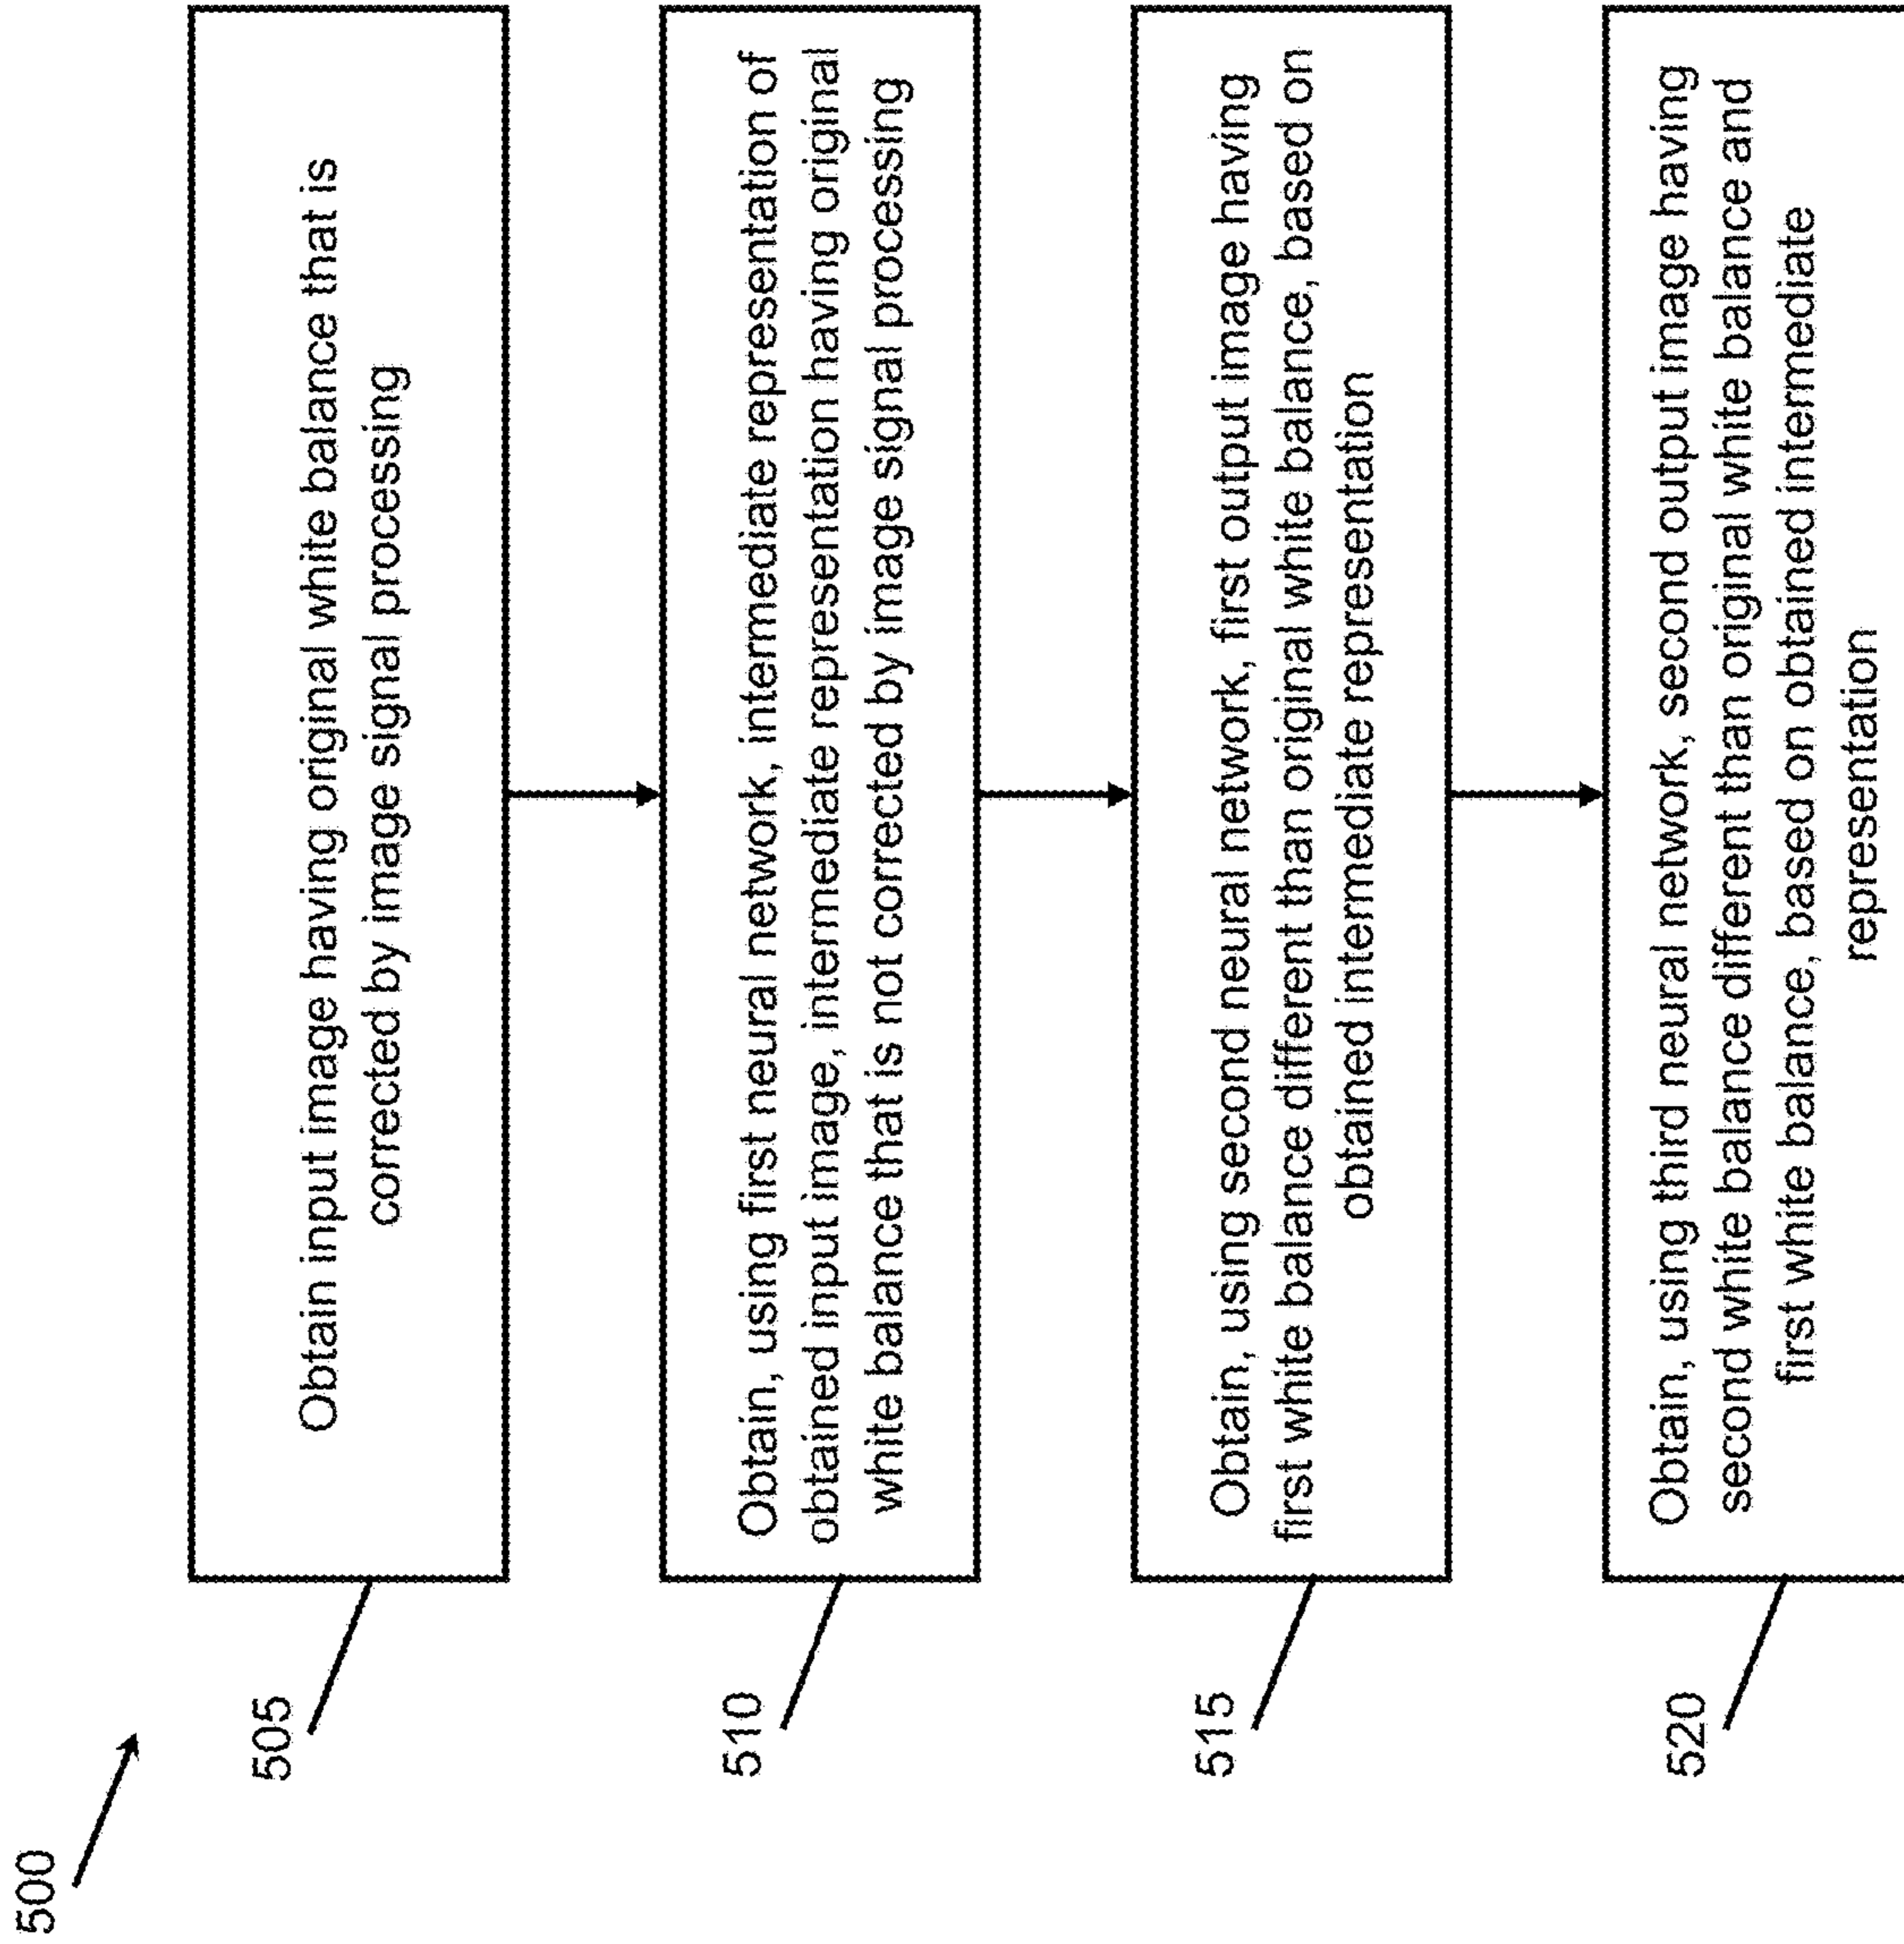 500
505
Obtain input image having original white balance that is
corrected by image signal processing
510
Obtain, using first neural network, intermediate representation of
obtained input image, intermediate representation having original
white balance that is not corrected by image signal processing
515
Obtain, using second neural network, first output image having
first white balance different than original white balance, based on
obtained intermediate representation
520
Obtain, using third neural network, second output image having
second white balance different than original white balance and
first white balance, based on obtained intermediate
representation